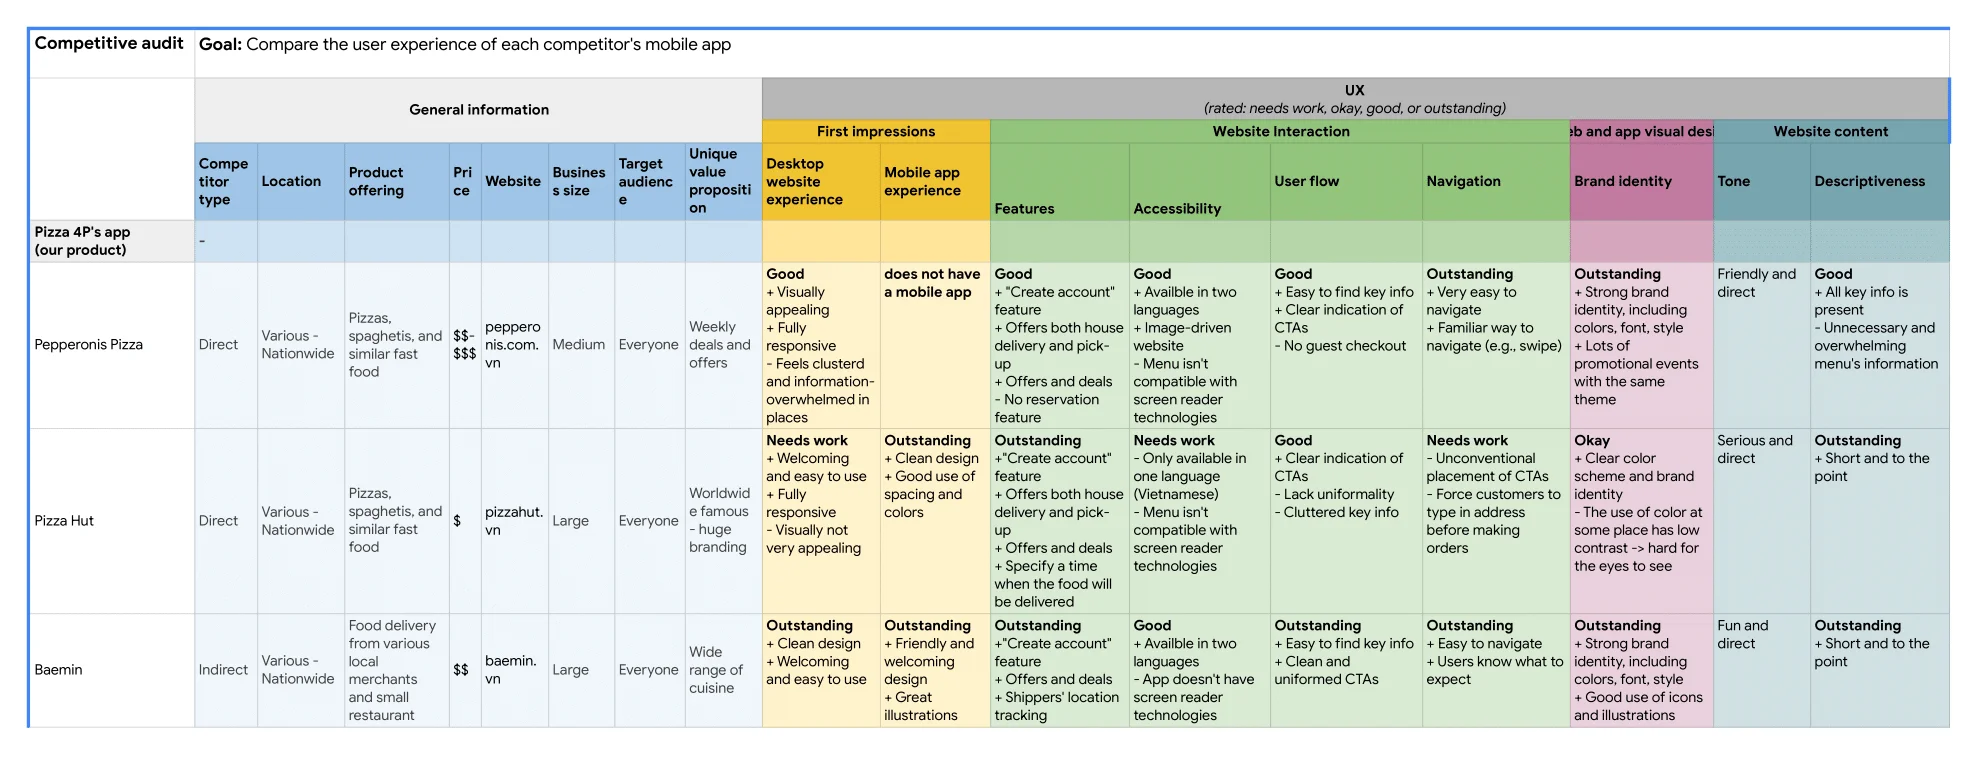 Competitive audit
Goal: Compare the user experience of each competitor's mobile app
General information
UX
(rated: needs work, okay, good, or outstanding)
First impressions
Website Interaction
eb and app visual desi
Website content
Compe
titor
type
Location
Product
offering
Pri
ce
Website
Busines
s size
Target
audienc
e
Unique
value
propositi
on
Desktop
website
experience
Mobile app
experience
Features
Accessibility
User flow
Navigation
Brand identity
Tone
Descriptiveness
Pizza 4P's app
(our product)
-
Pepperonis Pizza
Direct
Various -
Nationwide
Pizzas,
spaghetis, and
similar fast
food
$$-
$$$
peppero
nis.com.
vn
Medium
Everyone
Weekly
deals and
offers
Good
+ Visually
appealing
+ Fully
responsive
- Feels clusterd
and information-
overwhelmed in
places
does not have
a mobile app
Good
+ "Create account"
feature
+ Offers both house
delivery and pick-
up
+ Offers and deals
- No reservation
feature
Good
+ Availble in two
languages
+ Image-driven
website
- Menu isn't
compatible with
screen reader
technologies
Good
+ Easy to find key info
+ Clear indication of
CTAs
- No guest checkout
Outstanding
+ Very easy to
navigate
+ Familiar way to
navigate (e.g., swipe)
Outstanding
+ Strong brand
identity, including
colors, font, style
+ Lots of
promotional events
with the same
theme
Friendly and
direct
Good
+ All key info is
present
- Unnecessary and
overwhelming
menu's information
Pizza Hut
Direct
Various -
Nationwide
Pizzas,
spaghetis, and
similar fast
food
$
pizzahut.
vn
Large
Everyone
Worldwid
e famous
- huge
branding
Needs work
+ Welcoming
and easy to use
+ Fully
responsive
- Visually not
very appealing
Outstanding
+ Clean design
+ Good use of
spacing and
colors
Outstanding
+"Create account"
feature
+ Offers both house
delivery and pick-
up
+ Offers and deals
+ Specify a time
when the food will
be delivered
Needs work
- Only available in
one language
(Vietnamese)
- Menu isn't
compatible with
screen reader
technologies
Good
+ Clear indication of
CTAs
- Lack uniformality
- Cluttered key info
Needs work
- Unconventional
placement of CTAs
- Force customers to
type in address
before making
orders
Okay
+ Clear color
scheme and brand
identity
- The use of color at
some place has low
contrast -> hard for
the eyes to see
Serious and
direct
Outstanding
+ Short and to the
point
Baemin
Indirect
Various -
Nationwide
Food delivery
from various
local
merchants
and small
restaurant
$$
baemin.
vn
Large
Everyone
Wide
range of
cuisine
Outstanding
+ Clean design
+ Welcoming
and easy to use
Outstanding
+ Friendly and
welcoming
design
+ Great
illustrations
Outstanding
+"Create account"
feature
+ Offers and deals
+ Shippers' location
tracking
Good
+ Availble in two
languages
- App doesn't have
screen reader
technologies
Outstanding
+ Easy to find key info
+ Clean and
uniformed CTAs
Outstanding
+ Easy to navigate
+ Users know what to
expect
Outstanding
+ Strong brand
identity, including
colors, font, style
+ Good use of icons
and illustrations
Fun and
direct
Outstanding
+ Short and to the
point